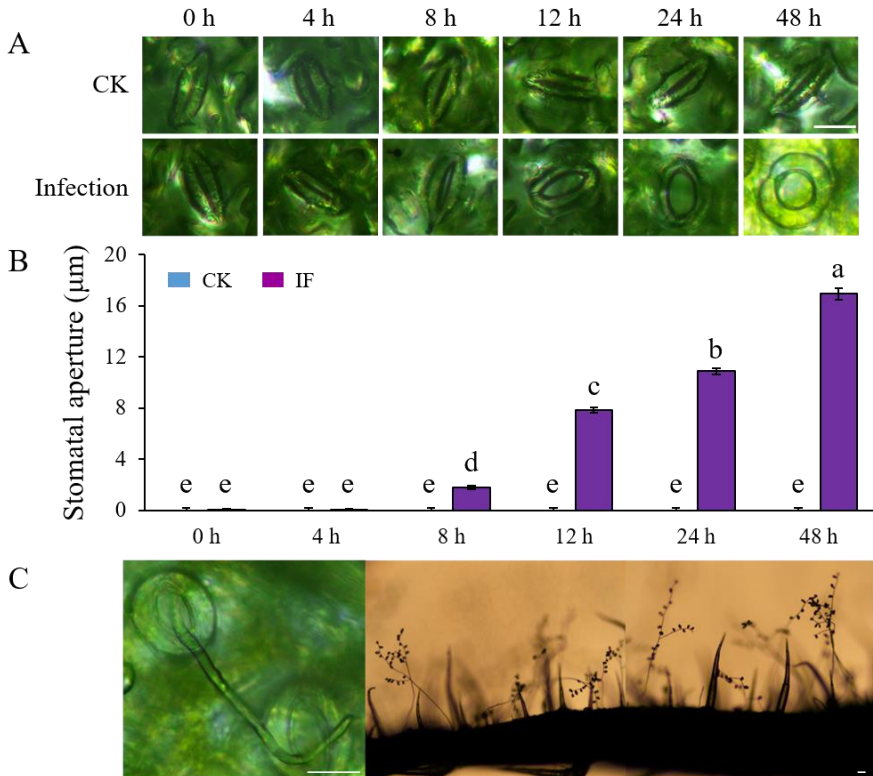 0 h 4 h 8 h 12 h 24 h 48 h
A
CK
Infection
B
Stomatal aperture (μm)
20
16
12
8
4
0
CK IF
e e e e e d e c e b e a
0 h 4 h 8 h 12 h 24 h 48 h
C